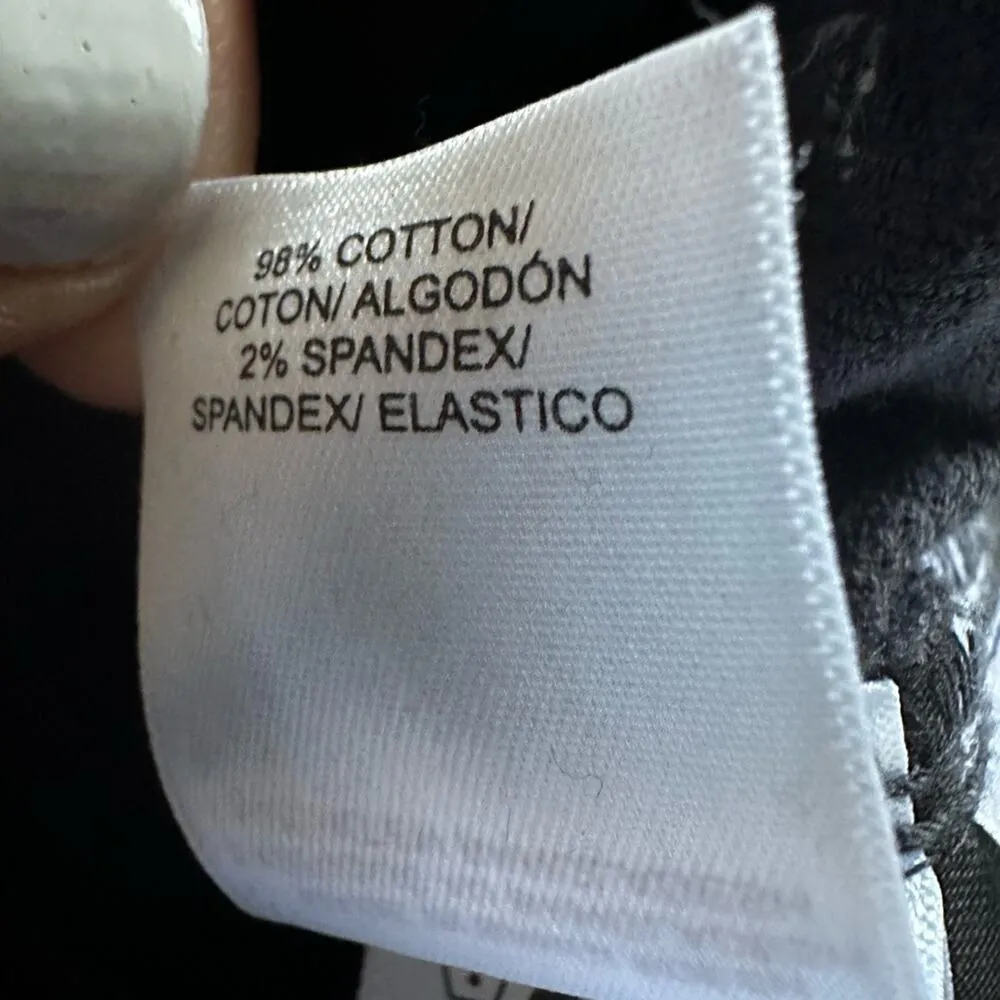 98% COTTON/
COTON/ ALGODÓN
2% SPANDEX/
SPANDEX/ ELASTICO